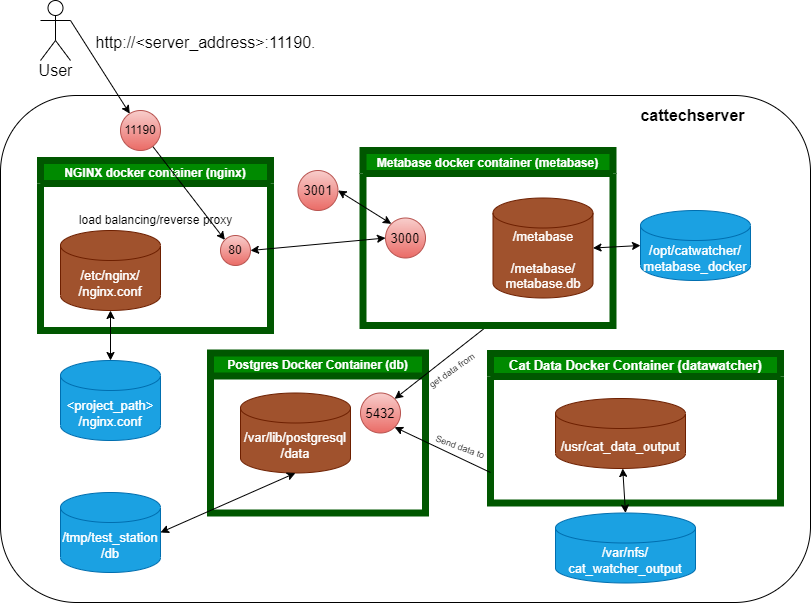 http://<server_address>:11190.
User
cattechserver
11190
NGINX docker container (nginx)
Metabase docker container (metabase)
3001
load balancing/reverse proxy
80
3000
/metabase
/metabase/
metabase.db
/opt/catwatcher/
metabase_docker
/etc/nginx/
/nginx.conf
get data from
Postgres Docker Container (db)
Cat Data Docker Container (datawatcher)
<project_path>
/nginx.conf
5432
/var/lib/postgresql
/data
Send data to
/usr/cat_data_output
/tmp/test_station
/db
/var/nfs/
cat_watcher_output